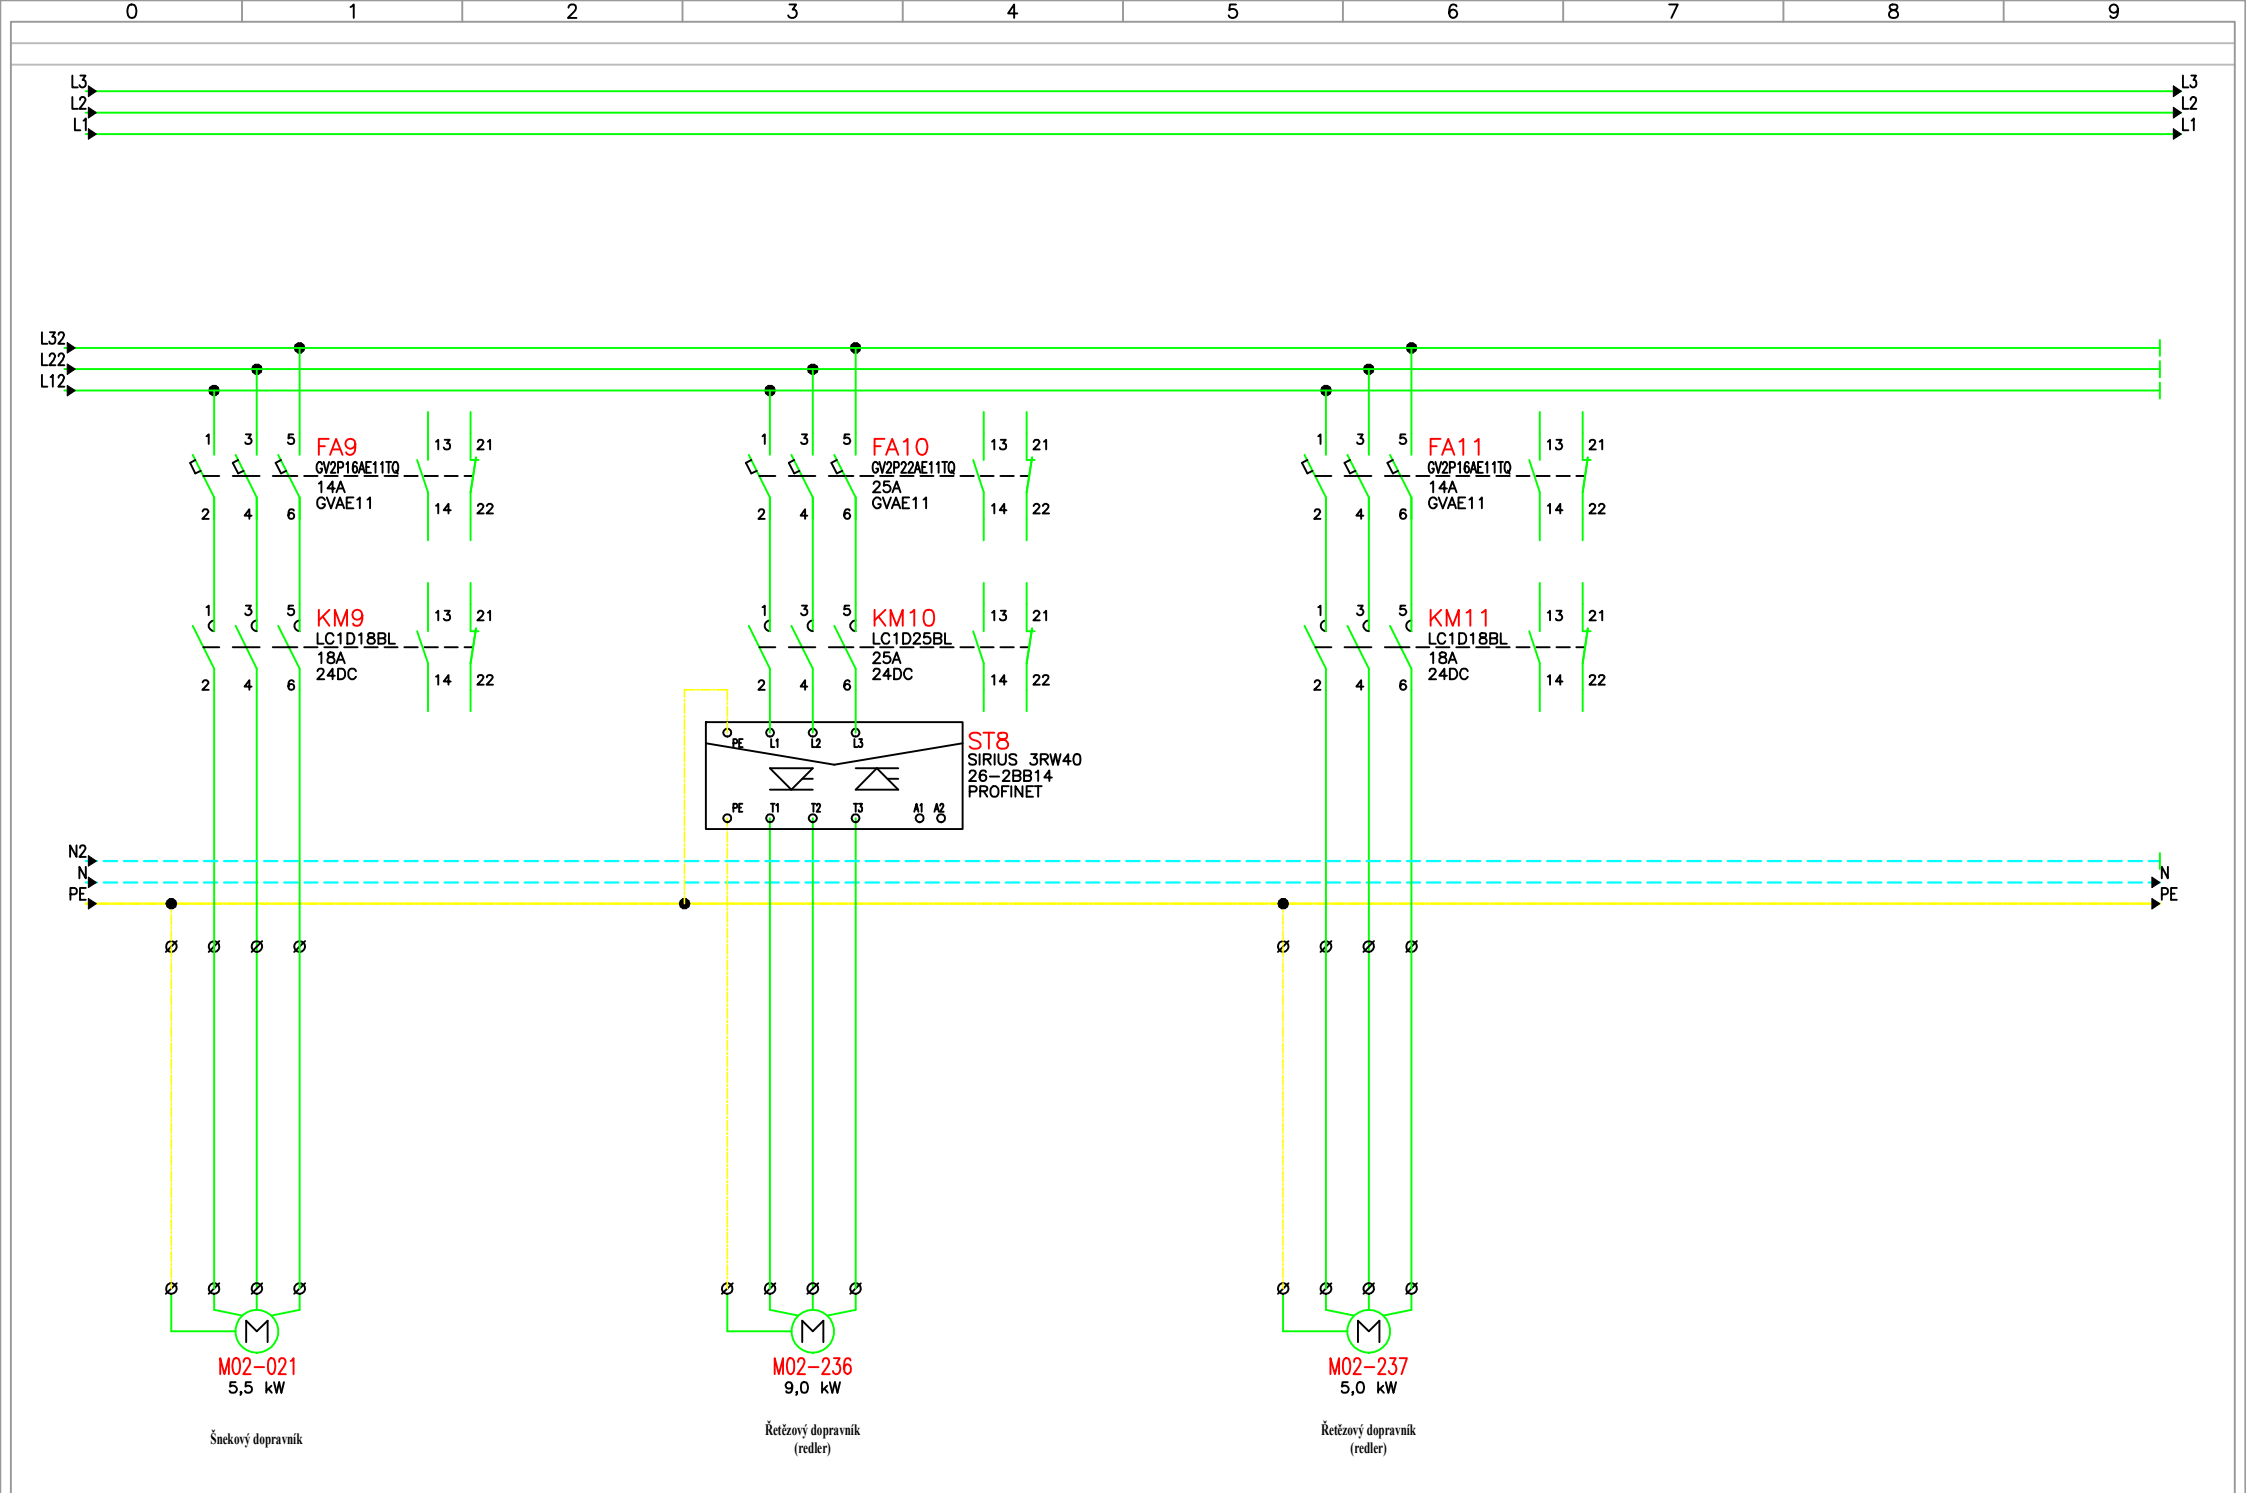 0 1 2 3 4 5 6 7 8 9
L3 L3
L2 L2
L1 L1
L32
L22
L12
1 3 5 FA9 13 21 1 3 5 FA10 13 21 1 3 5 FA11 13 21
GV2P16AE11TQ GV2P22AE11TQ GV2P16AE11TQ
14A 25A 14A
GVAE11 GVAE11 GVAE11
2 4 6 14 22 2 4 6 14 22 2 4 6 14 22
1 3 5 KM9 13 21 1 3 5 KM10 13 21 1 3 5 KM11 13 21
LC1D18BL LC1D25BL LC1D18BL
18A 25A 18A
24DC 24DC 24DC
2 4 6 14 22 2 4 6 14 22 2 4 6 14 22
PE L1 L2 L3 ST8
SIRIUS 3RW40
26-2BB14
PROFINET
PE T1 T2 T3 A1 A2
N2
N N
PE PE
M M M
M02-021 M02-236 M02-237
5,5 kW 9,0 kW 5,0 kW
Šnekový dopravník Řetězový dopravník Řetězový dopravník
(redler) (redler)